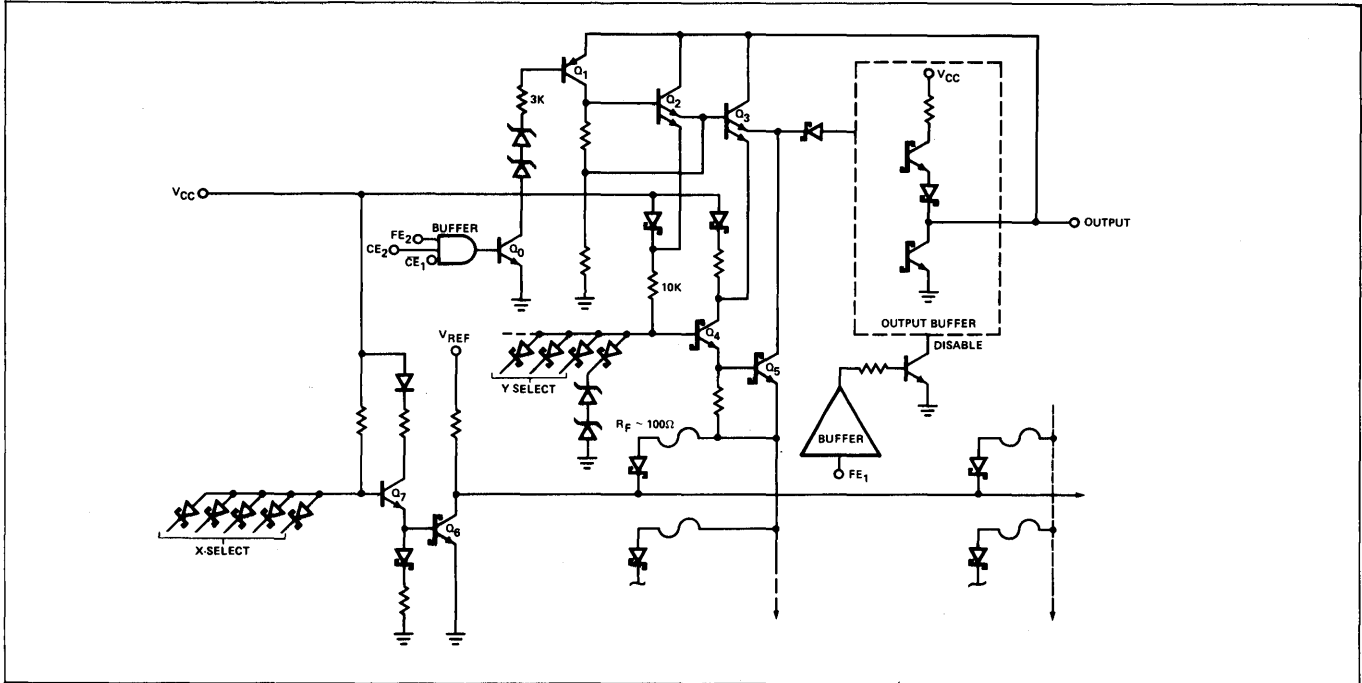 VCC
Q1
3K
Q2
Q3
VCC
BUFFER
FE2
CE2
CE1
Q0
OUTPUT
10K
OUTPUT BUFFER
DISABLE
VREF
Q4
Y SELECT
Q5
RF ~ 100Ω
BUFFER
FE1
Q7
Q6
X-SELECT